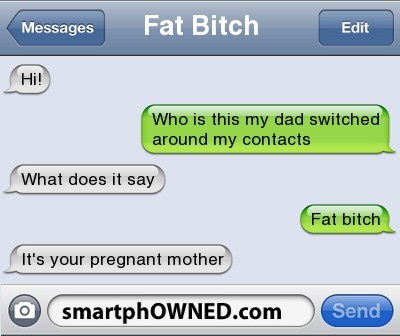 Messages
Fat Bitch
Edit
Hi!
Who is this my dad switched
around my contacts
What does it say
Fat bitch
It's your pregnant mother
smartphOWNED.com
Send